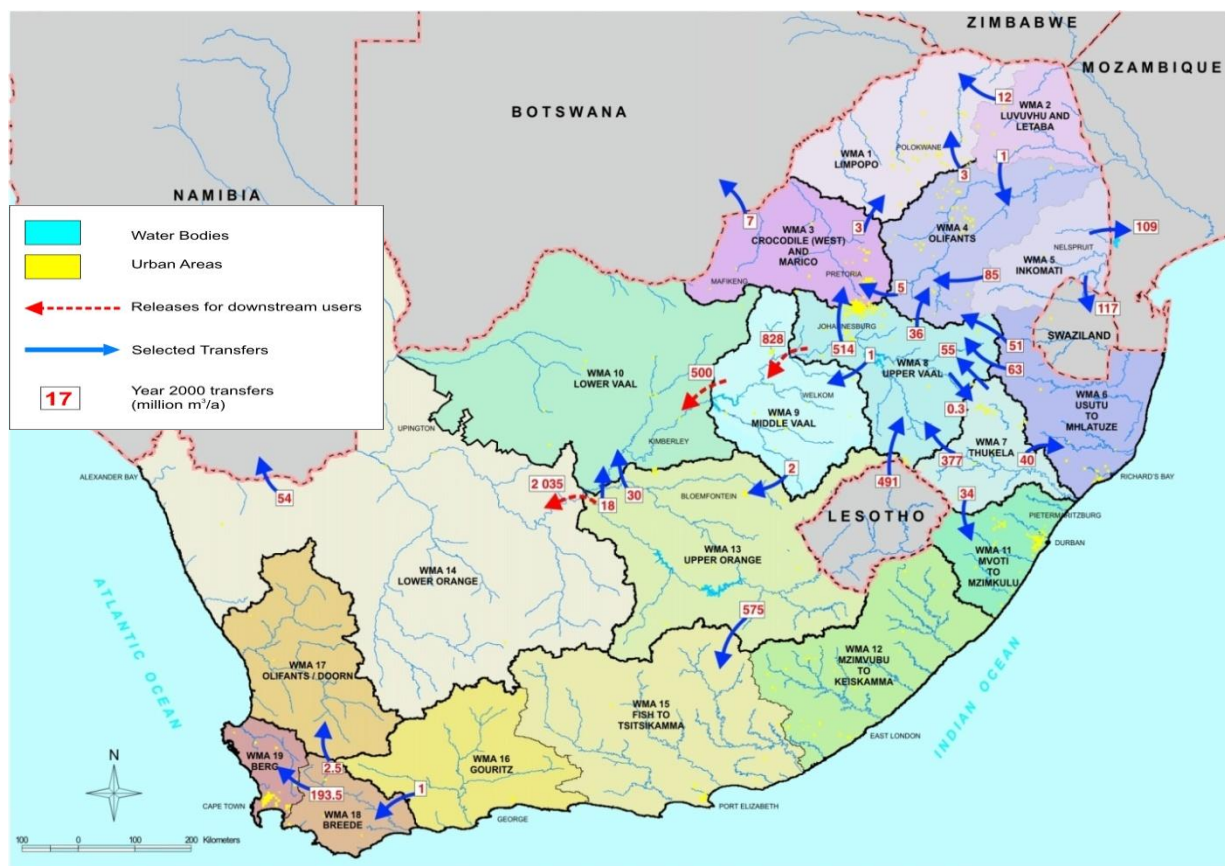 ZIMBABWE
MOZAMBIQUE
BOTSWANA
NAMIBIA
12
WMA 2
LUVUVHU AND
LETABA
POLOKWANE
WMA 1
LIMPOPO
3
1
7
3
WMA 3
CROCODILE (WEST)
AND
MARICO
WMA 4
OLIFANTS
109
NELSPRUIT
WMA 5
INKOMATI
MAFIKENG
PRETORIA
5
85
117
SWAZILAND
Water Bodies
Urban Areas
Releases for downstream users
Selected Transfers
17
Year 2000 transfers
(million m³/a)
JOHANNESBURG
828
514
36
51
55
63
1
500
WMA 10
LOWER VAAL
WMA 8
UPPER VAAL
WELKOM
WMA 9
MIDDLE VAAL
0.3
WMA 6
USUTU
TO
MHLATUZE
UPINGTON
KIMBERLEY
WMA 7
THUKELA
377
40
RICHARD'S BAY
ALEXANDER BAY
54
2 035
18
30
2
BLOEMFONTEIN
491
34
LESOTHO
PIETERMARITZBURG
DURBAN
WMA 11
MVOTI
TO
MZIMKULU
WMA 13
UPPER ORANGE
WMA 14
LOWER ORANGE
575
ATLANTIC OCEAN
INDIAN OCEAN
WMA 12
MZIMVUBU
TO
KEISKAMMA
WMA 17
OLIFANTS / DOORN
WMA 15
FISH TO
TSITSIKAMMA
EAST LONDON
WMA 19
BERG
2.5
WMA 16
GOURITZ
193.5
1
N
CAPE TOWN
WMA 18
BREEDE
GEORGE
PORT ELIZABETH
100 0 100 200 Kilometers